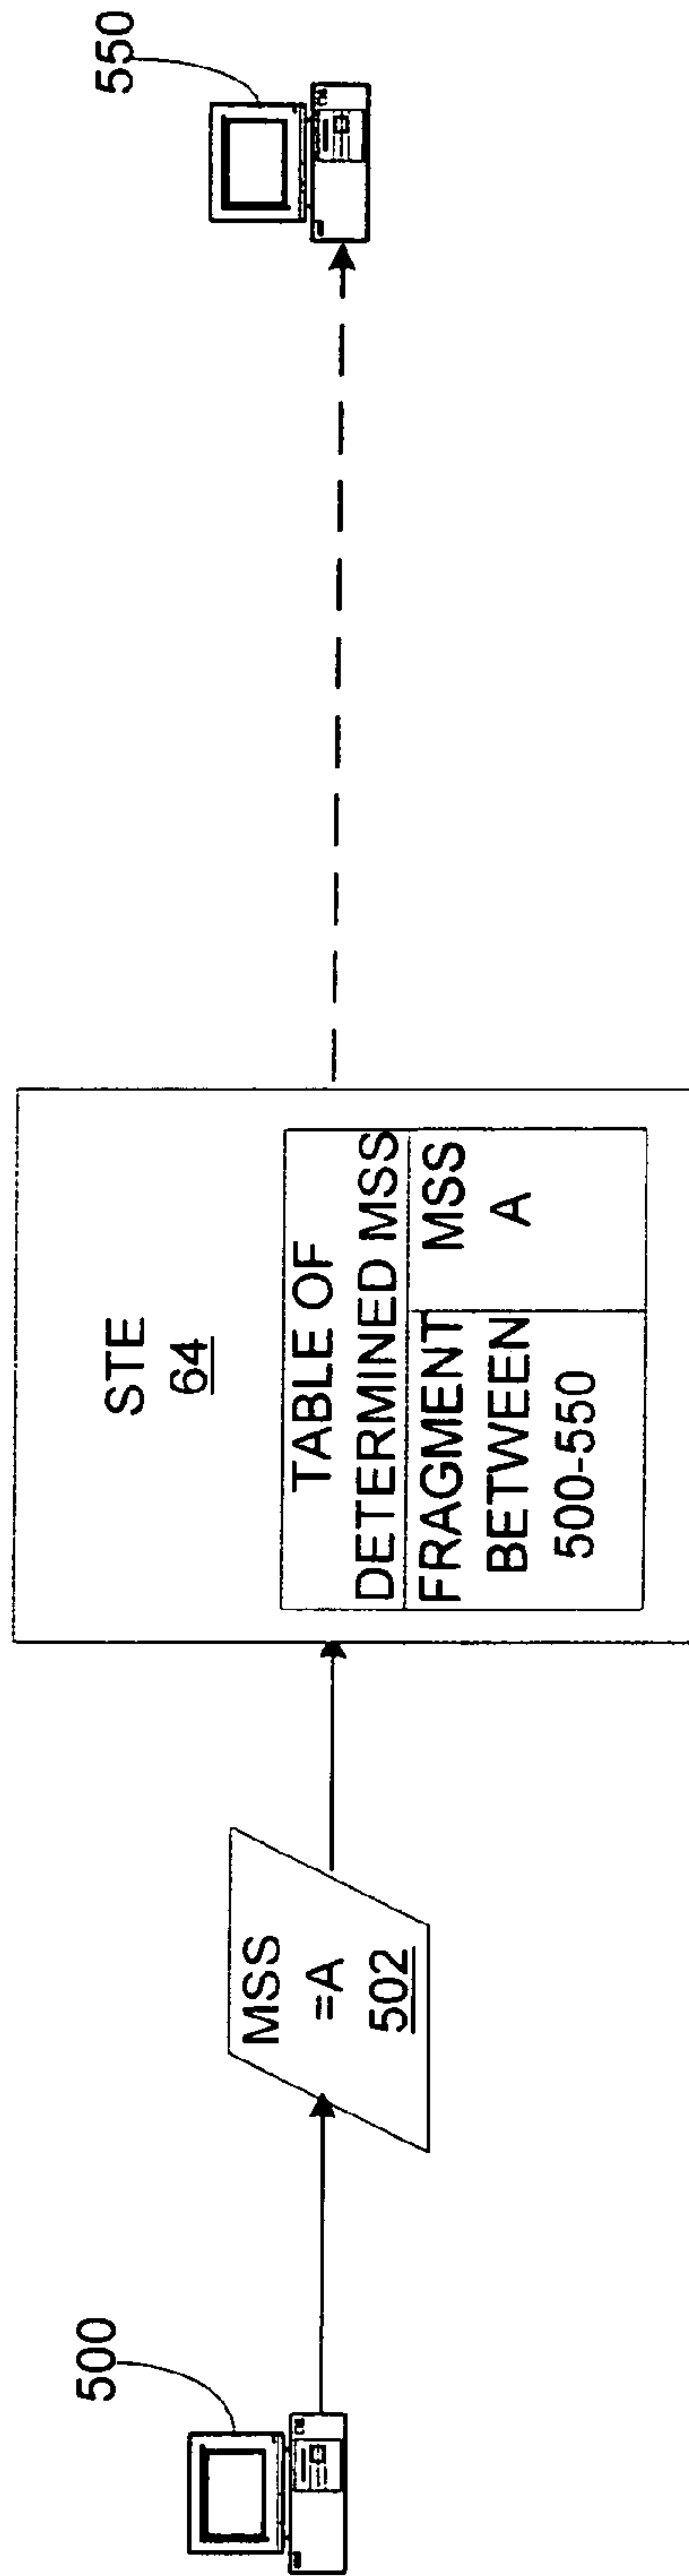 500
MSS
=A
502
STE
64
TABLE OF
DETERMINED MSS
FRAGMENT
BETWEEN
500-550
MSS
A
550